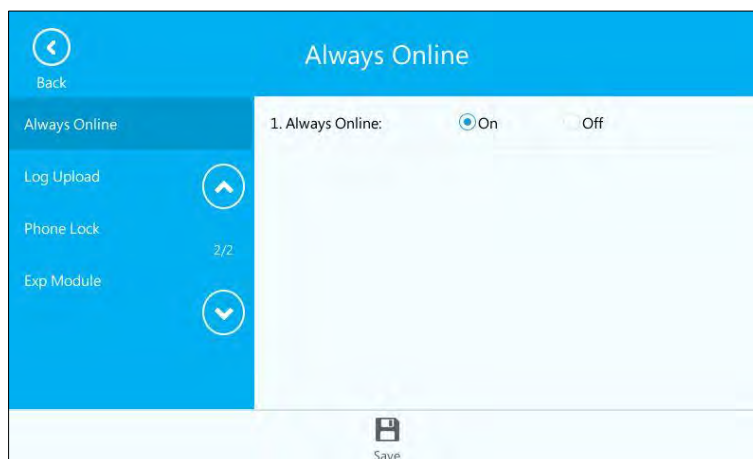 Always Online
Back
Always Online
1. Always Online: On Off
Log Upload
Phone Lock
2/2
Exp Module
Save